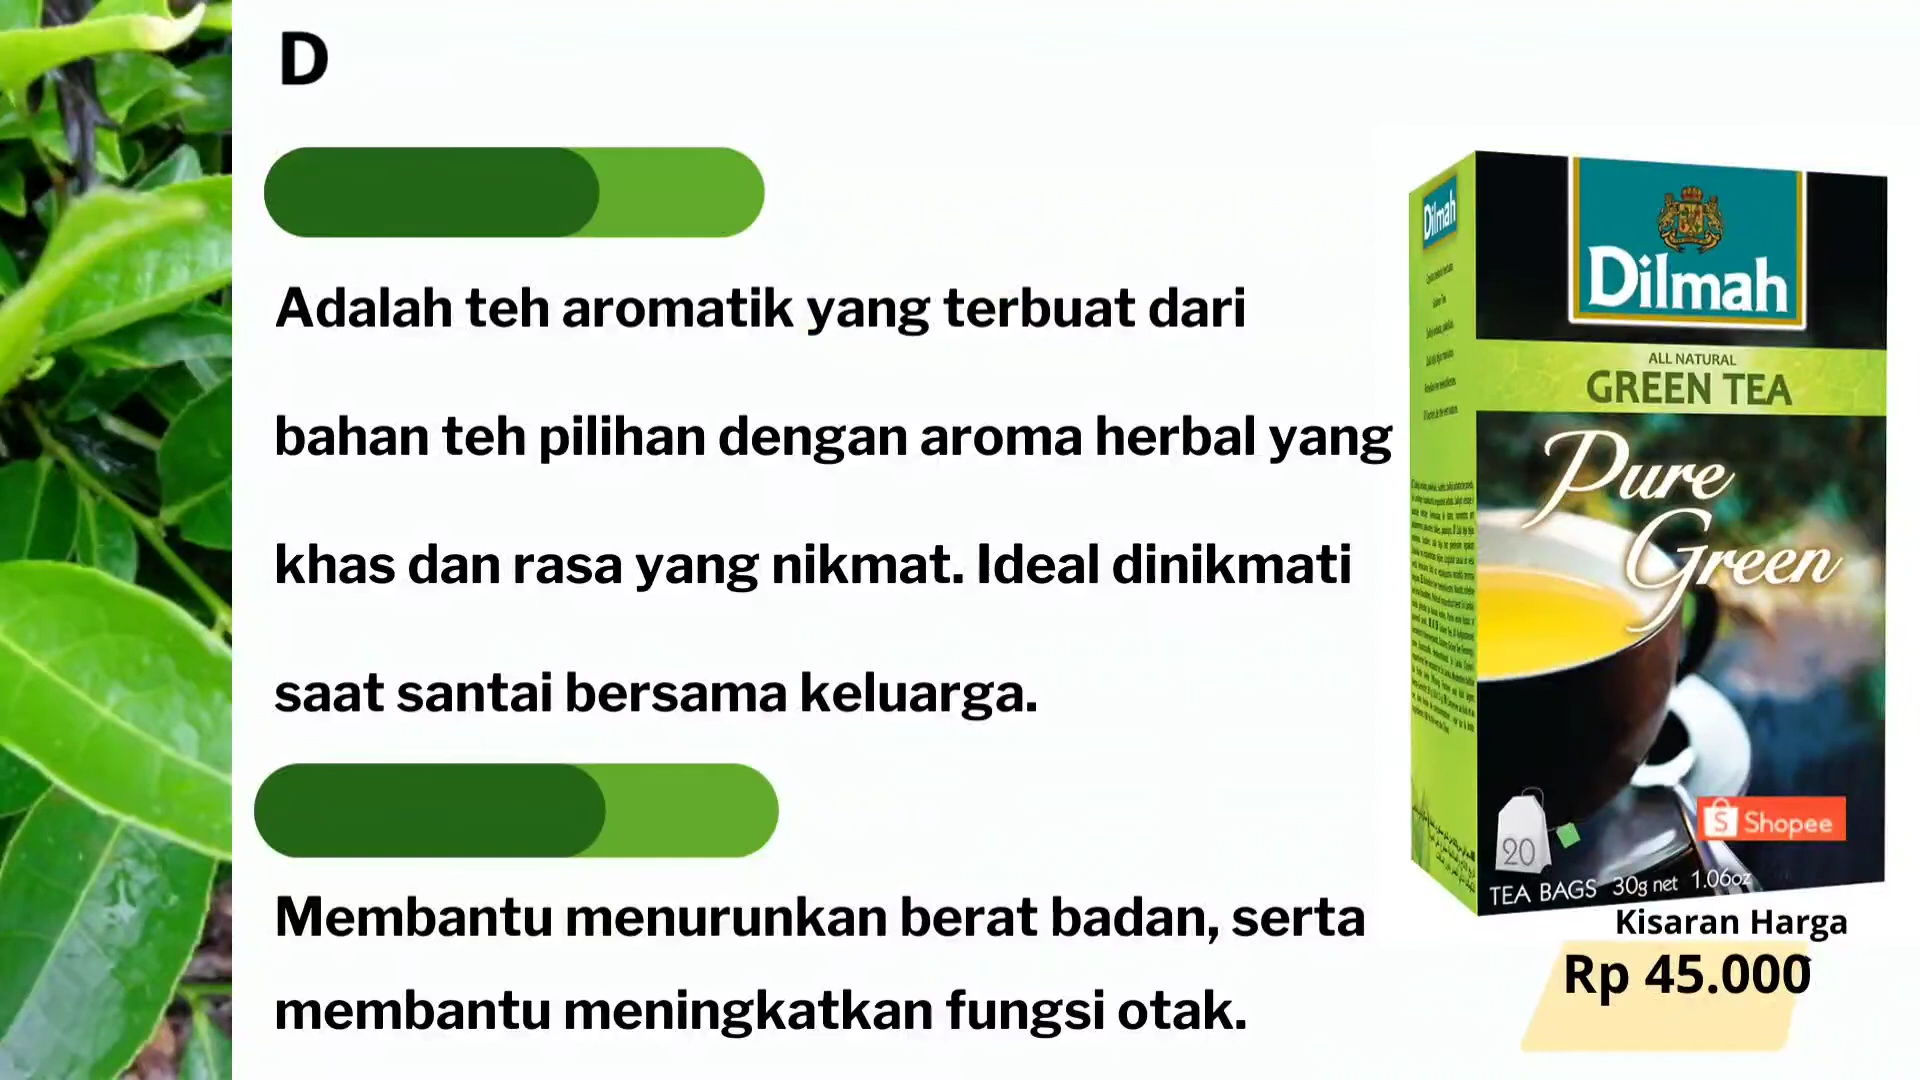 D
Adalah teh aromatik yang terbuat dari
bahan teh pilihan dengan aroma herbal yang
khas dan rasa yang nikmat. Ideal dinikmati
saat santai bersama keluarga.
Membantu menurunkan berat badan, serta
membantu meningkatkan fungsi otak.
Dilmah
Dilmah
ALL NATURAL
GREEN TEA
Pure
Green
Shopee
20
TEA BAGS 30g net 1.06oz
Kisaran Harga
Rp 45.000